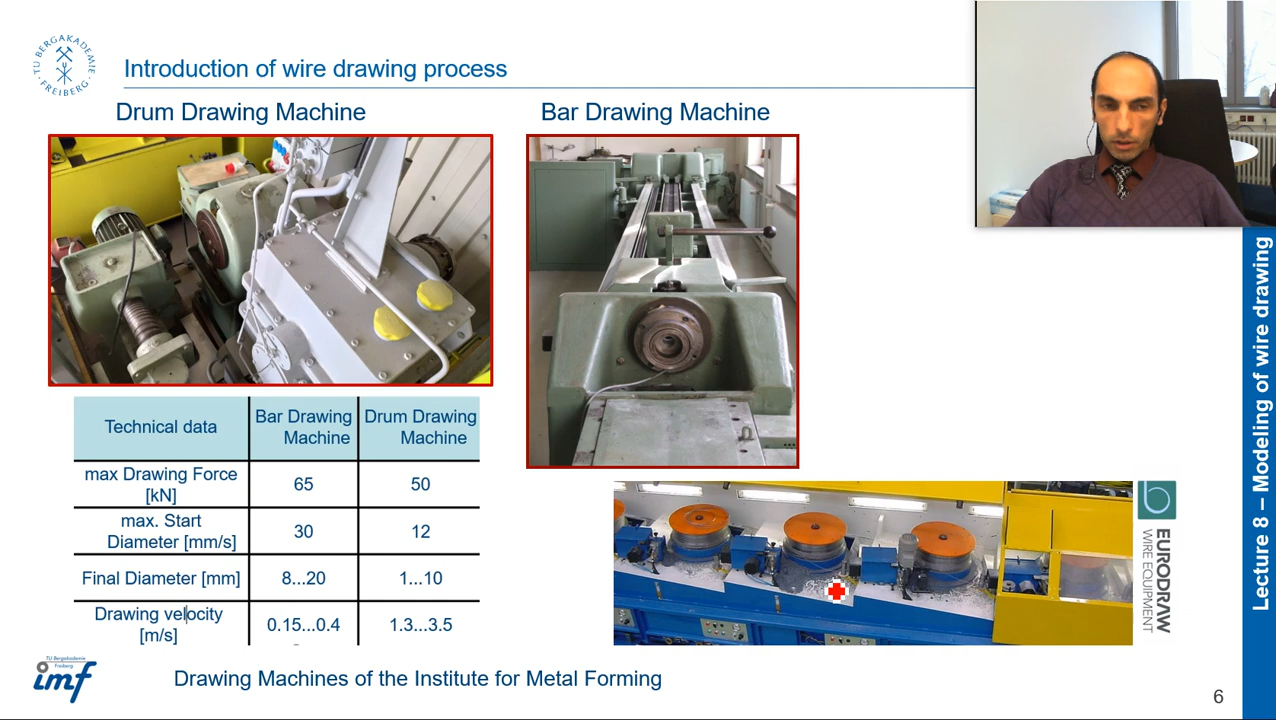 TU BERGAKADEMIE
FREIBERG
Introduction of wire drawing process
Drum Drawing Machine
Bar Drawing Machine
Technical data
Bar Drawing
Machine
Drum Drawing
Machine
max Drawing Force
[kN]
65
50
max. Start
Diameter [mm/s]
30
12
Final Diameter [mm]
8...20
1...10
Drawing velocity
[m/s]
0.15...0.4
1.3...3.5
EURODRAW
WIRE EQUIPMENT
Lecture 8 – Modeling of wire drawing
TU Bergakademie
Freiberg
imf
Drawing Machines of the Institute for Metal Forming
6